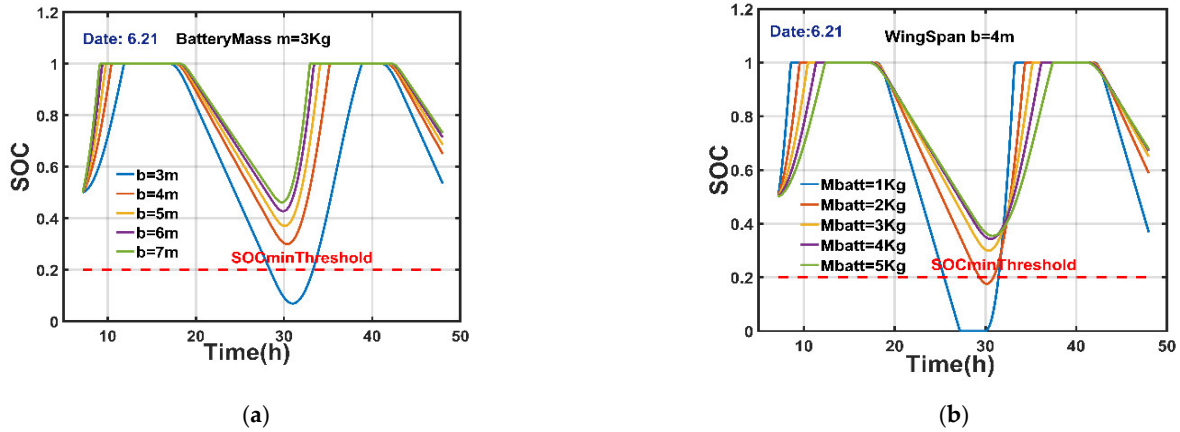 1.2
Date: 6.21 BatteryMass m=3Kg
1
0.8
0.6
0.4
0.2
0
SOC
b=3m
b=4m
b=5m
b=6m
b=7m
SOCminThreshold
10 20 30 40 50
Time(h)
(a)
1.2
Date:6.21 WingSpan b=4m
1
0.8
0.6
0.4
0.2
0
SOC
Mbatt=1Kg
Mbatt=2Kg
Mbatt=3Kg
Mbatt=4Kg
Mbatt=5Kg
SOCminThreshold
10 20 30 40 50
Time(h)
(b)